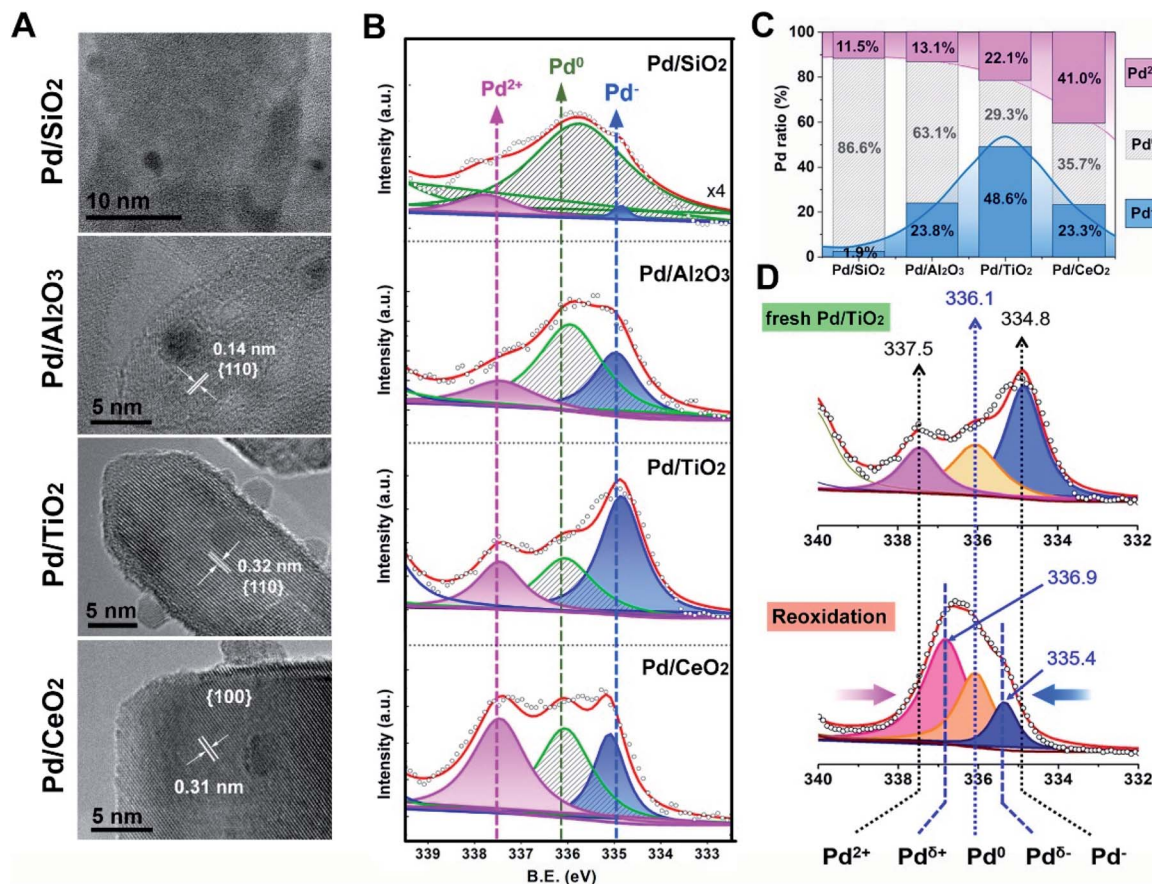 A
Pd/SiO2
10 nm
Pd/Al2O3
0.14 nm
{110}
5 nm
Pd/TiO2
0.32 nm
{110}
5 nm
Pd/CeO2
{100}
0.31 nm
5 nm
B
Intensity (a.u.)
Pd2+
Pd0
Pd-
Pd/SiO2
x4
Intensity (a.u.)
Pd/Al2O3
Intensity (a.u.)
Pd/TiO2
Intensity (a.u.)
Pd/CeO2
339 338 337 336 335 334 333
B.E. (eV)
C
Pd ratio (%)
100
80
60
40
20
0
11.5% 13.1% 22.1% 41.0%
86.6% 63.1% 29.3% 35.7%
1.9% 23.8% 48.6% 23.3%
Pd/SiO2 Pd/Al2O3 Pd/TiO2 Pd/CeO2
D
fresh Pd/TiO2
336.1
337.5
334.8
340 338 336 334 332
Reoxidation
336.9
335.4
340 338 336 334 332
Pd2+ Pdδ+ Pd0 Pdδ- Pd-